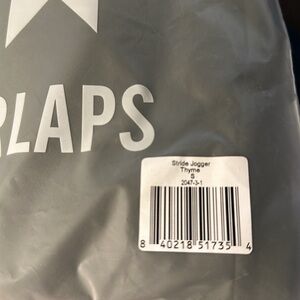 RLAPS
Stride Jogger
Thyme
S
2047-3-1
8 40218 51735 4